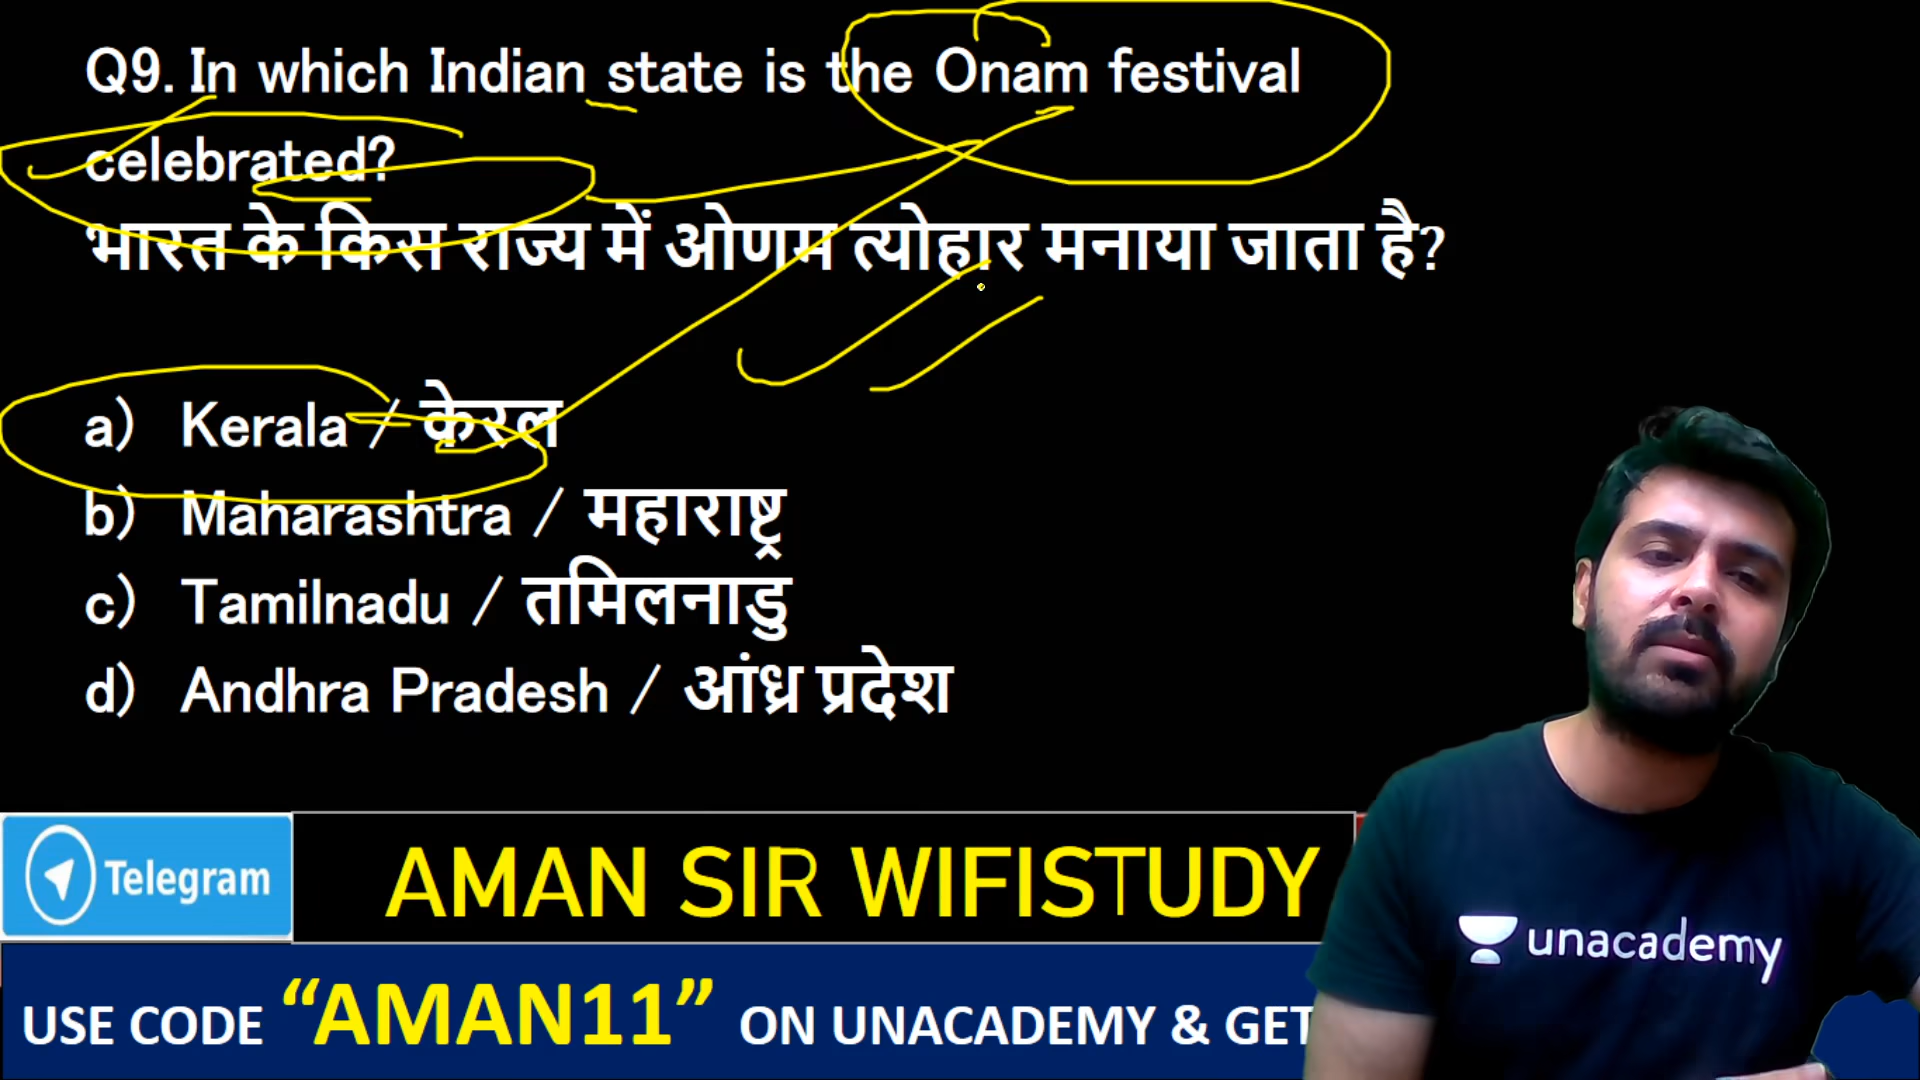 Q9. In which Indian state is the Onam festival
celebrated?
भारत के किस राज्य में ओणम त्योहार मनाया जाता है?
a) Kerala / केरल
b) Maharashtra / महाराष्ट्र
c) Tamilnadu / तमिलनाडु
d) Andhra Pradesh / आंध्र प्रदेश
Telegram
AMAN SIR WIFISTUDY
unacademy
USE CODE “AMAN11” ON UNACADEMY & GET